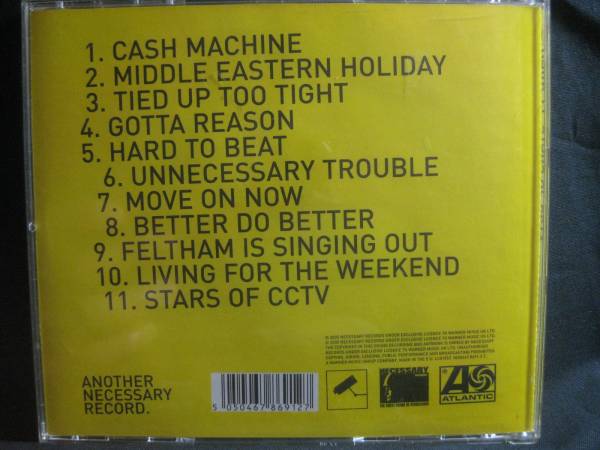 1. CASH MACHINE
2. MIDDLE EASTERN HOLIDAY
3. TIED UP TOO TIGHT
4. GOTTA REASON
5. HARD TO BEAT
6. UNNECESSARY TROUBLE
7. MOVE ON NOW
8. BETTER DO BETTER
9. FELTHAM IS SINGING OUT
10. LIVING FOR THE WEEKEND
11. STARS OF CCTV
ANOTHER
NECESSARY
RECORD.
5 050467 869127
NECESSARY
ATLANTIC